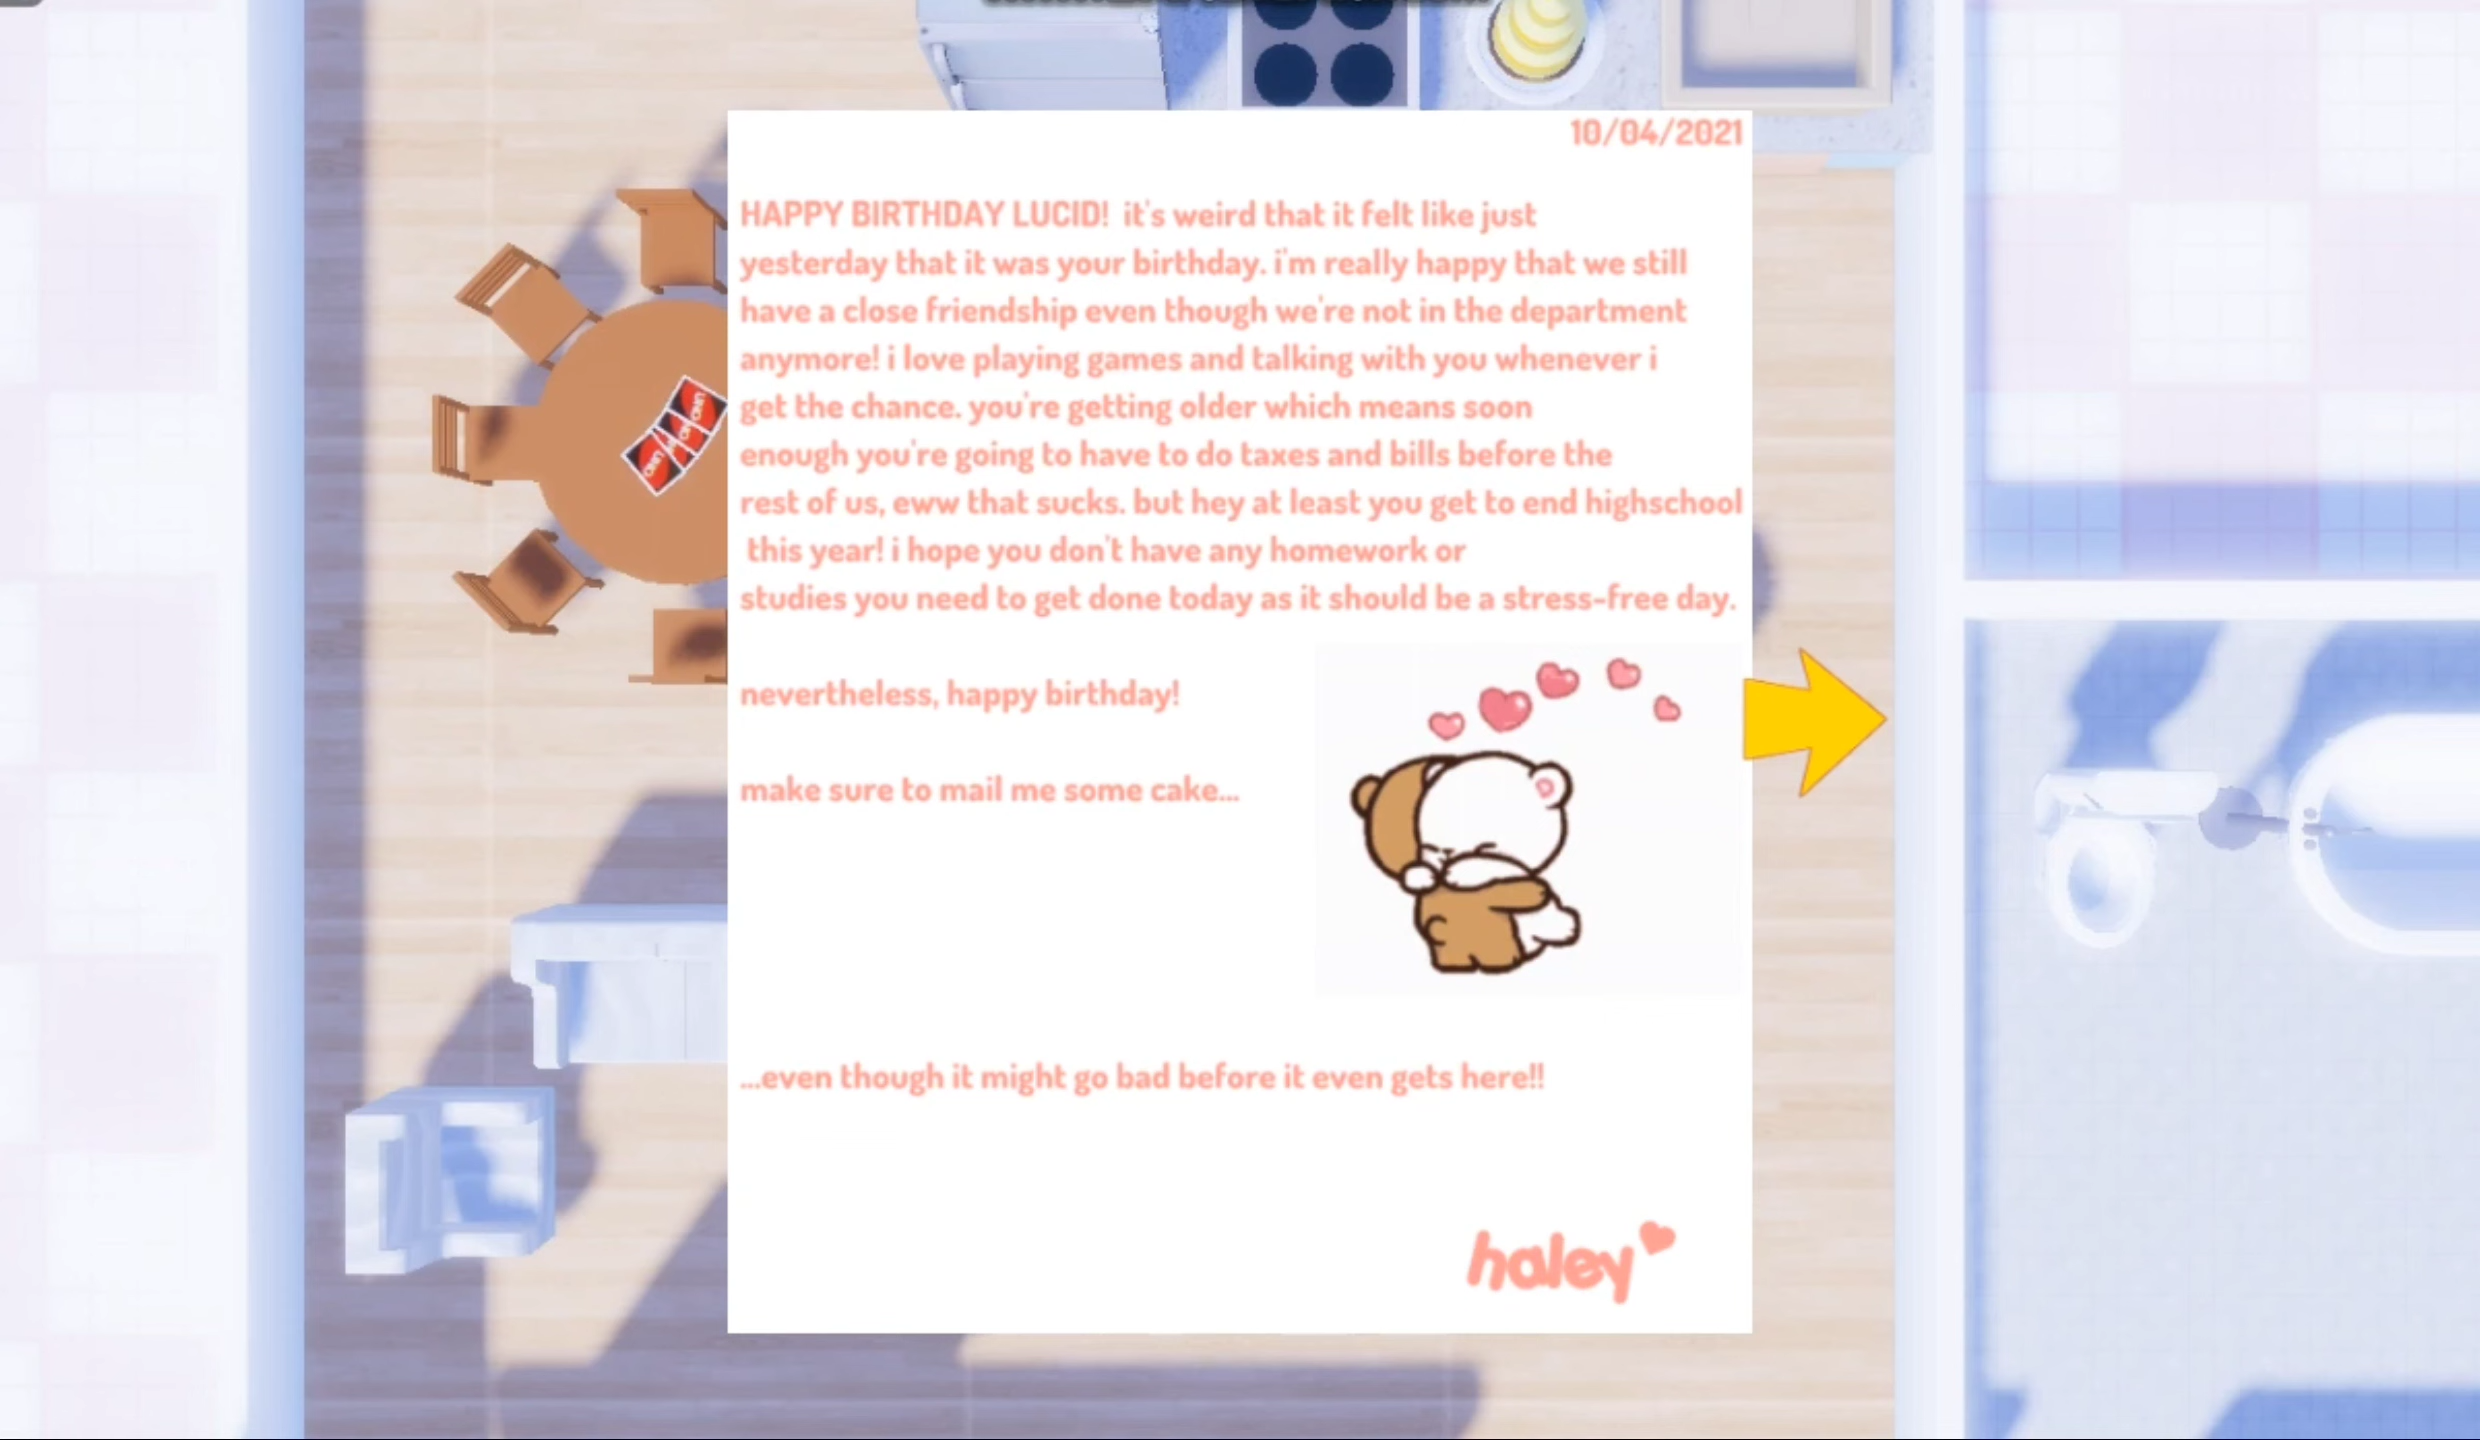 10/04/2021
HAPPY BIRTHDAY LUCID! it's weird that it felt like just
yesterday that it was your birthday. i'm really happy that we still
have a close friendship even though we're not in the department
anymore! i love playing games and talking with you whenever i
get the chance. you're getting older which means soon
enough you're going to have to do taxes and bills before the
rest of us, eww that sucks. but hey at least you get to end highschool
this year! i hope you don't have any homework or
studies you need to get done today as it should be a stress-free day.
nevertheless, happy birthday!
make sure to mail me some cake...
...even though it might go bad before it even gets here!!
haley